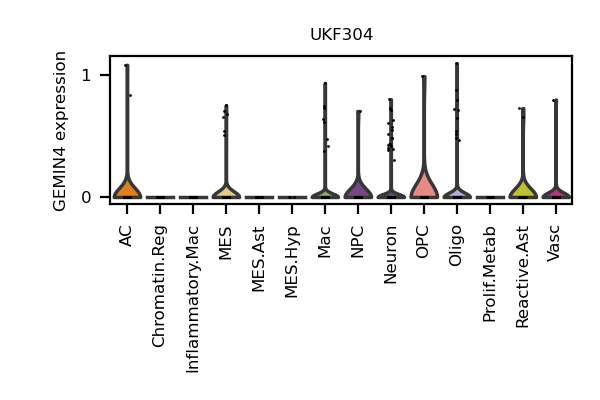 UKF304
GEMIN4 expression
1
0
AC
Chromatin.Reg
Inflammatory.Mac
MES
MES.Ast
MES.Hyp
Mac
NPC
Neuron
OPC
Oligo
Prolif.Metab
Reactive.Ast
Vasc